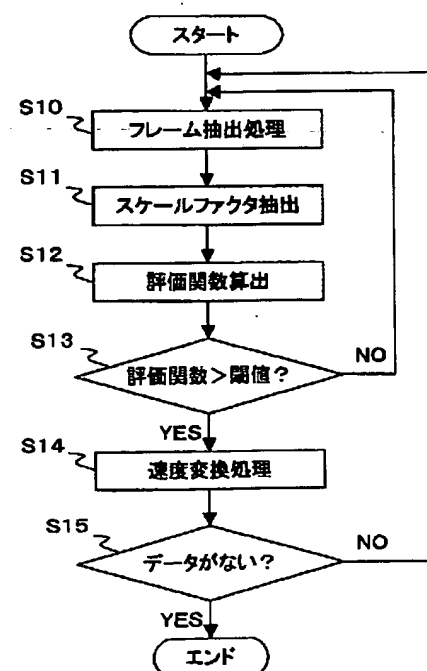 スタート
S10
フレーム抽出処理
S11
スケールファクタ抽出
S12
評価関数算出
S13
評価関数>閾値?
NO
YES
S14
速度変換処理
S15
データがない?
NO
YES
エンド